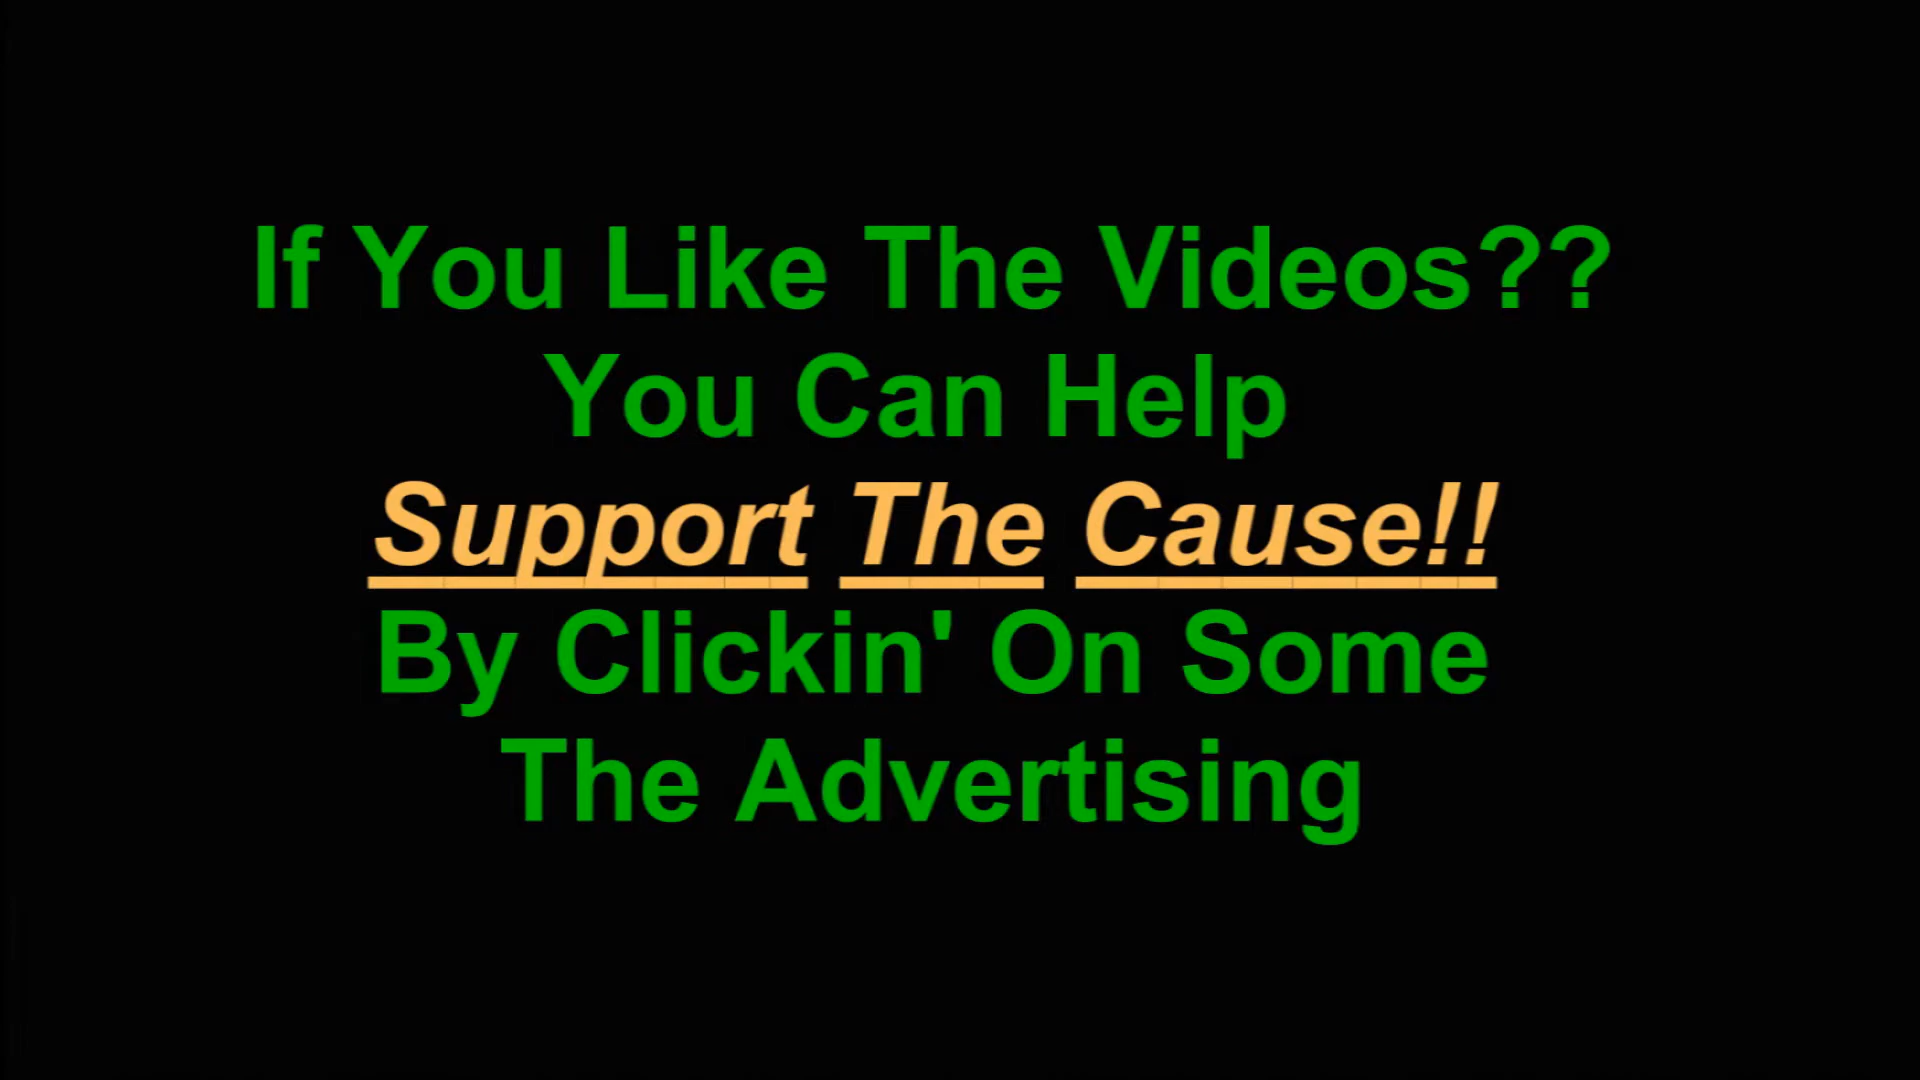 If You Like The Videos??
You Can Help
Support The Cause!!
By Clickin' On Some
The Advertising